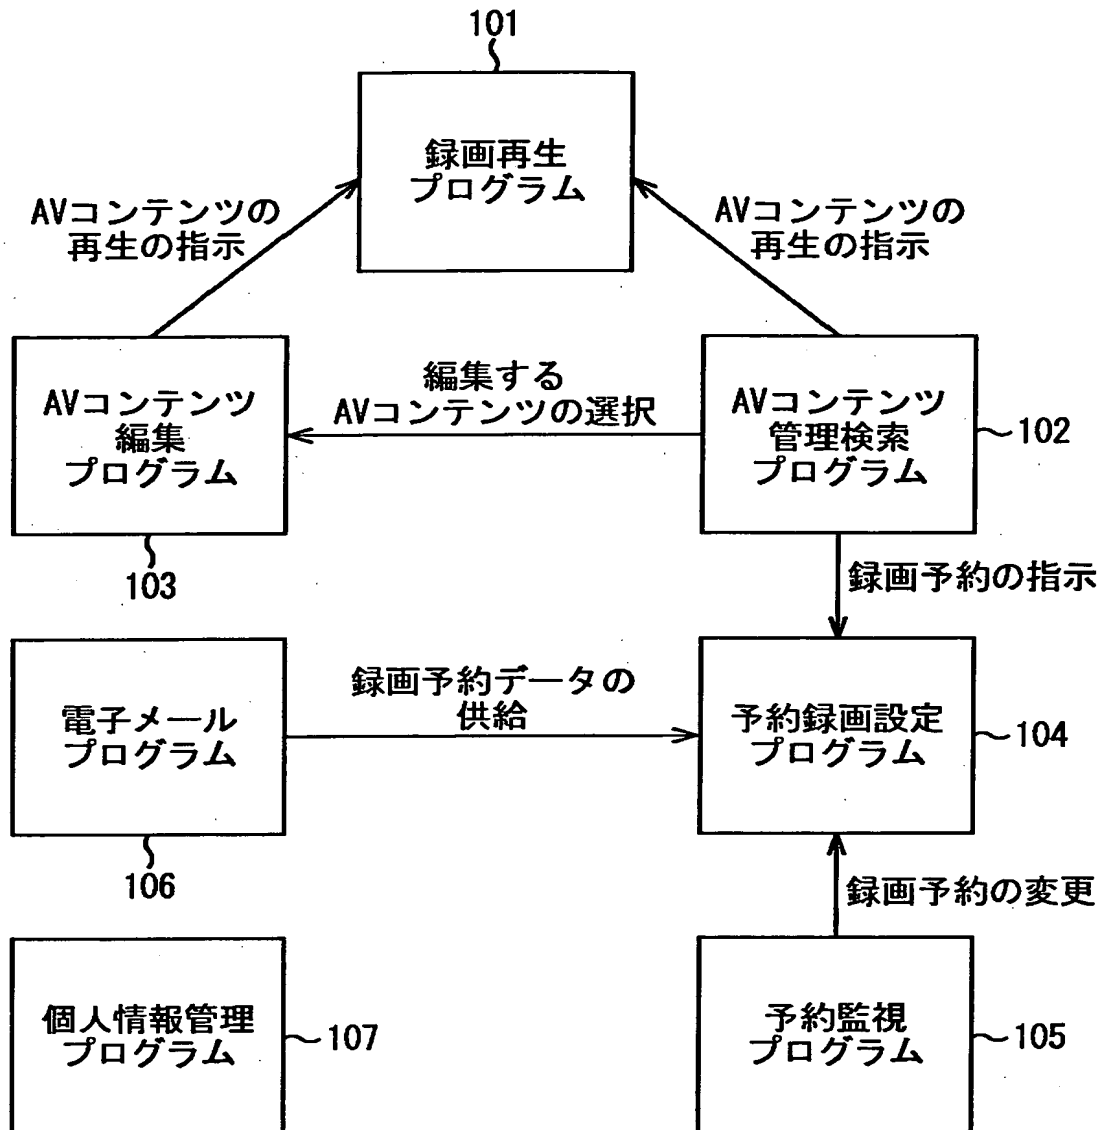 101
録画再生
プログラム
AVコンテンツの
再生の指示
AVコンテンツの
再生の指示
AVコンテンツ
編集
プログラム
103
編集する
AVコンテンツの選択
AVコンテンツ
管理検索
プログラム
102
録画予約の指示
電子メール
プログラム
106
録画予約データの
供給
予約録画設定
プログラム
104
録画予約の変更
個人情報管理
プログラム
107
予約監視
プログラム
105